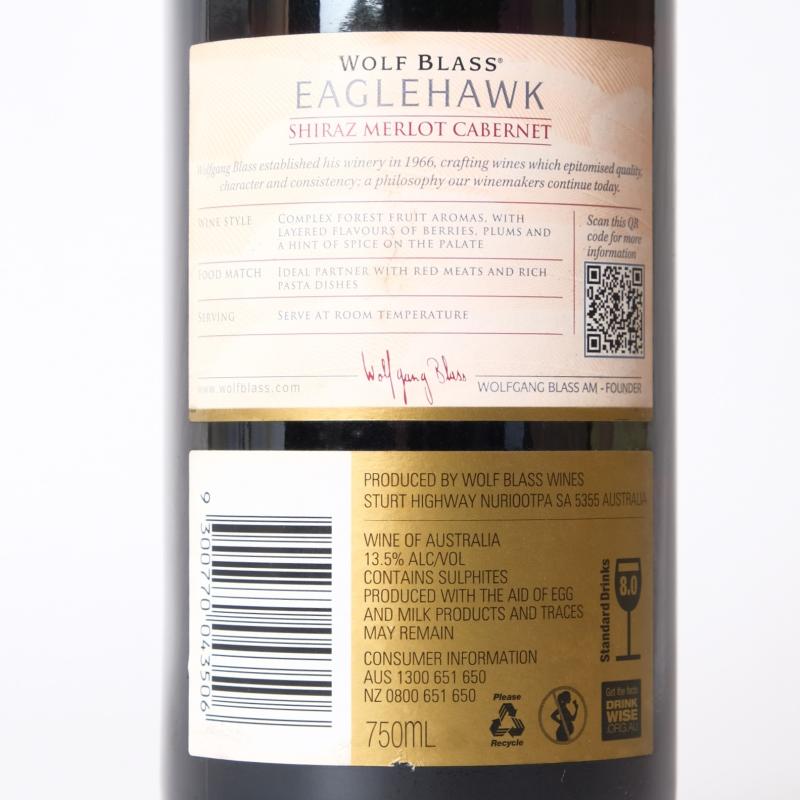 WOLF BLASS®
EAGLEHAWK
SHIRAZ MERLOT CABERNET
Wolfgang Blass established his winery in 1966, crafting wines which epitomised quality,
character and consistency; a philosophy our winemakers continue today.
WINE STYLE
COMPLEX FOREST FRUIT AROMAS, WITH
LAYERED FLAVOURS OF BERRIES, PLUMS AND
A HINT OF SPICE ON THE PALATE
FOOD MATCH
IDEAL PARTNER WITH RED MEATS AND RICH
PASTA DISHES
SERVING
SERVE AT ROOM TEMPERATURE
Scan this QR
code for more
information
www.wolfblass.com
Wolfgang Blass
WOLFGANG BLASS AM - FOUNDER
9 300770 043506
PRODUCED BY WOLF BLASS WINES
STURT HIGHWAY NURIOOTPA SA 5355 AUSTRALIA
WINE OF AUSTRALIA
13.5% ALC/VOL
CONTAINS SULPHITES
PRODUCED WITH THE AID OF EGG
AND MILK PRODUCTS AND TRACES
MAY REMAIN
CONSUMER INFORMATION
AUS 1300 651 650
NZ 0800 651 650
750ML
Standard Drinks
8.0
Please
Recycle
Get the facts
DRINK
WISE
.ORG.AU